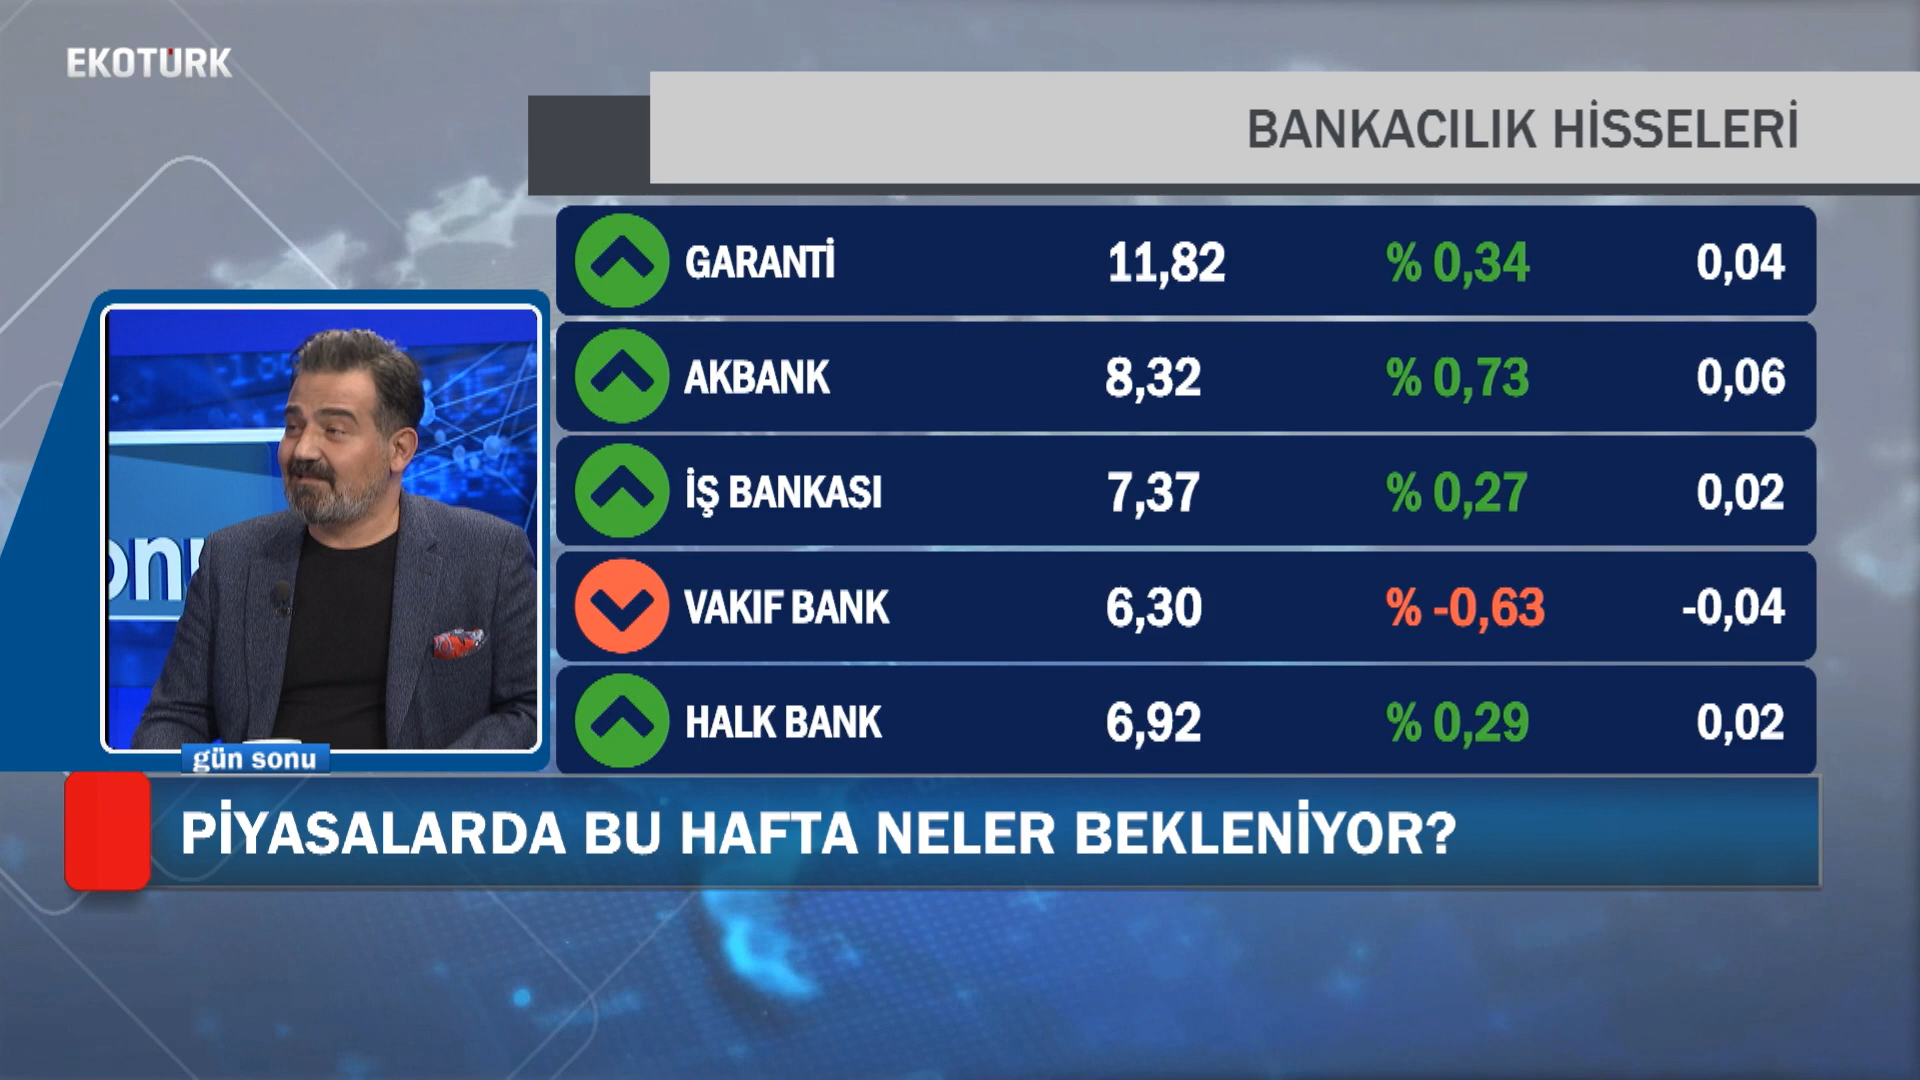 EKOTÜRK
BANKACILIK HİSSELERİ
GARANTİ 11,82 % 0,34 0,04
AKBANK 8,32 % 0,73 0,06
İŞ BANKASI 7,37 % 0,27 0,02
VAKIF BANK 6,30 % -0,63 -0,04
HALK BANK 6,92 % 0,29 0,02
gün sonu
PİYASALARDA BU HAFTA NELER BEKLENİYOR?